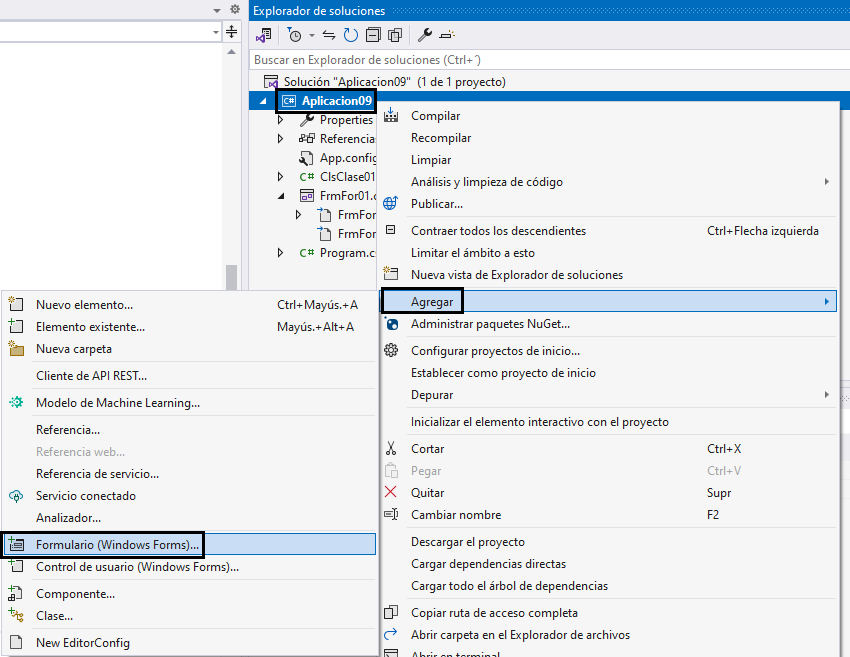 Explorador de soluciones
Buscar en Explorador de soluciones (Ctrl+´)
Solución "Aplicacion09" (1 de 1 proyecto)
C# Aplicacion09
Properties
Referencia
App.config
C# ClsClase01
FrmFor01.c
FrmFor
FrmFor
C# Program.c
Compilar
Recompilar
Limpiar
Análisis y limpieza de código
Publicar...
Contraer todos los descendientes Ctrl+Flecha izquierda
Limitar el ámbito a esto
Nueva vista de Explorador de soluciones
Agregar
Administrar paquetes NuGet...
Configurar proyectos de inicio...
Establecer como proyecto de inicio
Depurar
Inicializar el elemento interactivo con el proyecto
Cortar Ctrl+X
Pegar Ctrl+V
Quitar Supr
Cambiar nombre F2
Descargar el proyecto
Cargar dependencias directas
Cargar todo el árbol de dependencias
Copiar ruta de acceso completa
Abrir carpeta en el Explorador de archivos
Abrir en terminal
Nuevo elemento... Ctrl+Mayús.+A
Elemento existente... Mayús.+Alt+A
Nueva carpeta
Cliente de API REST...
Modelo de Machine Learning...
Referencia...
Referencia web...
Referencia de servicio...
Servicio conectado
Analizador...
Formulario (Windows Forms)...
Control de usuario (Windows Forms)...
Componente...
Clase...
New EditorConfig